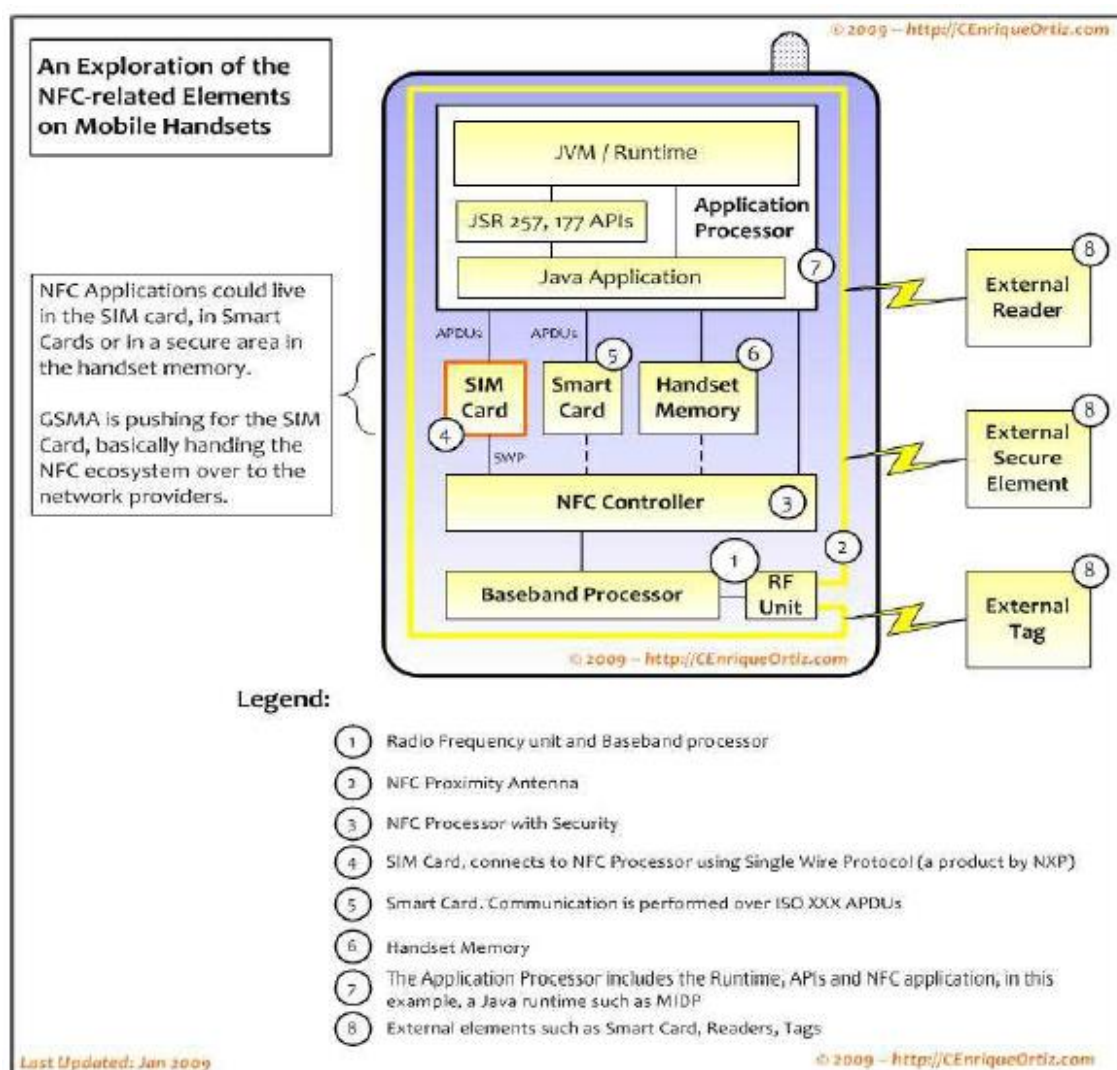 © 2009 – http://CEnriqueOrtiz.com
An Exploration of the
NFC-related Elements
on Mobile Handsets
JVM / Runtime
JSR 257, 177 APIs
Application
Processor
Java Application
7
NFC Applications could live
in the SIM card, in Smart
Cards or in a secure area in
the handset memory.
GSMA is pushing for the SIM
Card, basically handing the
NFC ecosystem over to the
network providers.
APDUs
APDUs
SIM
Card
4
Smart
Card
5
Handset
Memory
6
SWP
NFC Controller
3
2
1
Baseband Processor
RF
Unit
© 2009 – http://CEnriqueOrtiz.com
8
External
Reader
8
External
Secure
Element
8
External
Tag
Legend:
1 Radio Frequency unit and Baseband processor
2 NFC Proximity Antenna
3 NFC Processor with Security
4 SIM Card, connects to NFC Processor using Single Wire Protocol (a product by NXP)
5 Smart Card. Communication is performed over ISO XXX APDUs
6 Handset Memory
7 The Application Processor includes the Runtime, APIs and NFC application, in this
example, a Java runtime such as MIDP
8 External elements such as Smart Card, Readers, Tags
Last Updated: Jan 2009
© 2009 – http://CEnriqueOrtiz.com